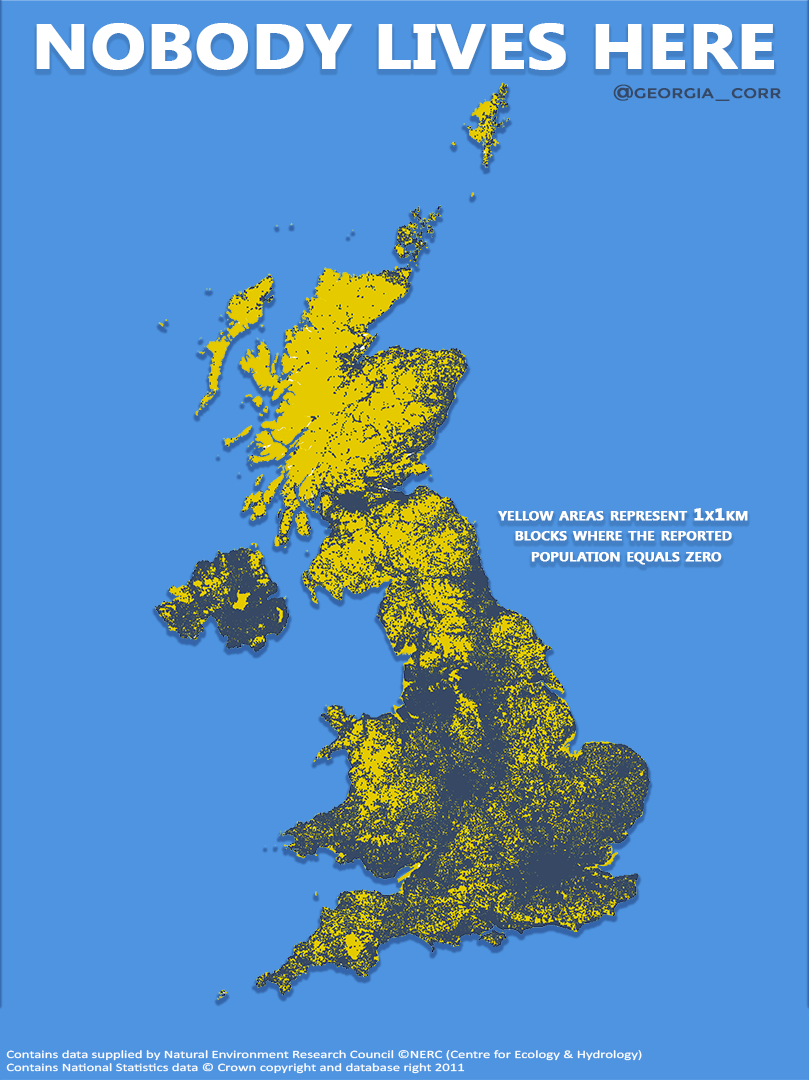 NOBODY LIVES HERE
@GEORGIA_CORR
YELLOW AREAS REPRESENT 1X1KM
BLOCKS WHERE THE REPORTED
POPULATION EQUALS ZERO
Contains data supplied by Natural Environment Research Council ©NERC (Centre for Ecology & Hydrology)
Contains National Statistics data © Crown copyright and database right 2011